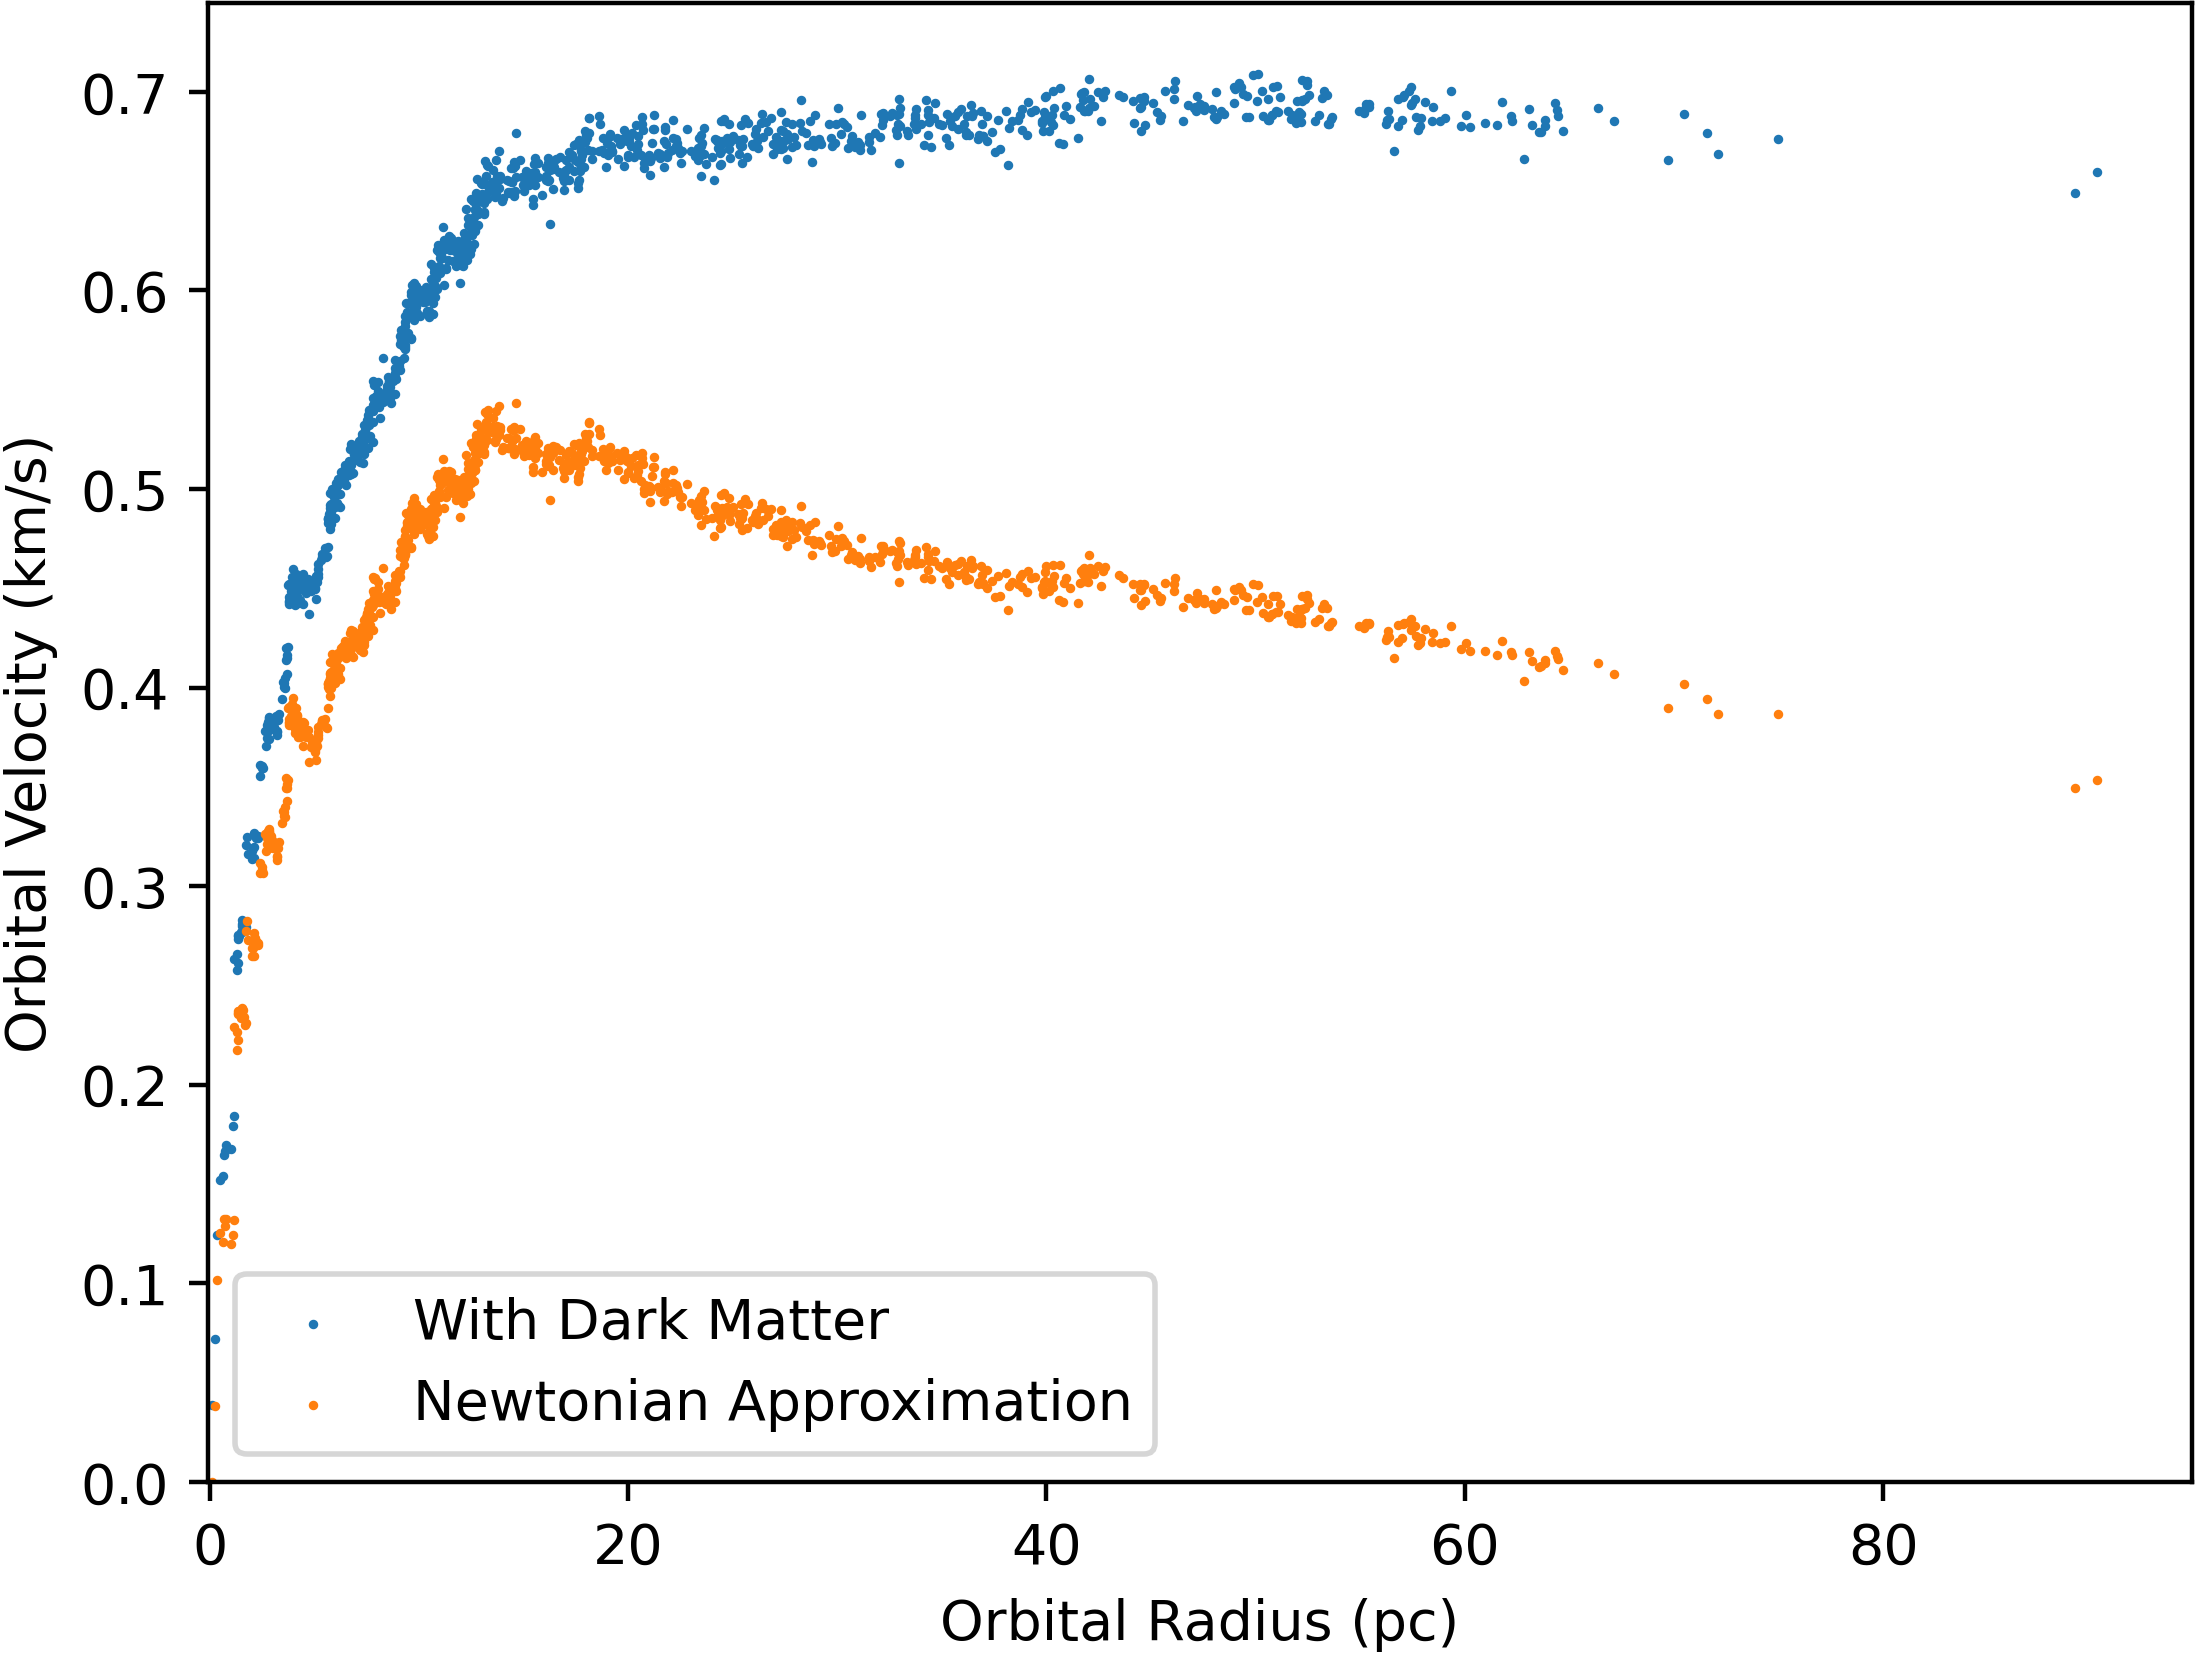 Orbital Velocity (km/s)
0.7
0.6
0.5
0.4
0.3
0.2
0.1
0.0
With Dark Matter
Newtonian Approximation
0 20 40 60 80
Orbital Radius (pc)